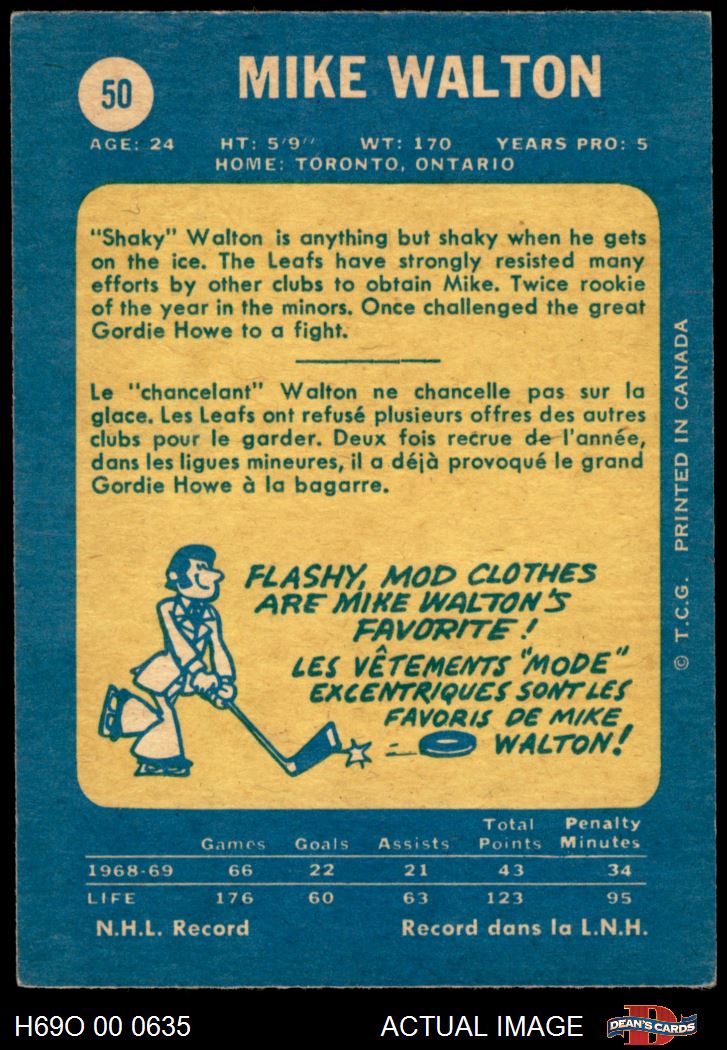 50
MIKE WALTON
AGE: 24 HT: 5'9" WT: 170 YEARS PRO: 5
HOME: TORONTO, ONTARIO
"Shaky" Walton is anything but shaky when he gets
on the ice. The Leafs have strongly resisted many
efforts by other clubs to obtain Mike. Twice rookie
of the year in the minors. Once challenged the great
Gordie Howe to a fight.
Le "chancelant" Walton ne chancelle pas sur la
glace. Les Leafs ont refusé plusieurs offres des autres
clubs pour le garder. Deux fois recrue de l'année,
dans les ligues mineures, il a déjà provoqué le grand
Gordie Howe à la bagarre.
FLASHY, MOD CLOTHES
ARE MIKE WALTON'S
FAVORITE!
LES VÊTEMENTS "MODE"
EXCENTRIQUES SONT LES
FAVORIS DE MIKE
WALTON!
© T.C.G. PRINTED IN CANADA
Total Penalty
Games Goals Assists Points Minutes
1968-69 66 22 21 43 34
LIFE 176 60 63 123 95
N.H.L. Record Record dans la L.N.H.
H69O 00 0635 ACTUAL IMAGE
DEAN'S CARDS